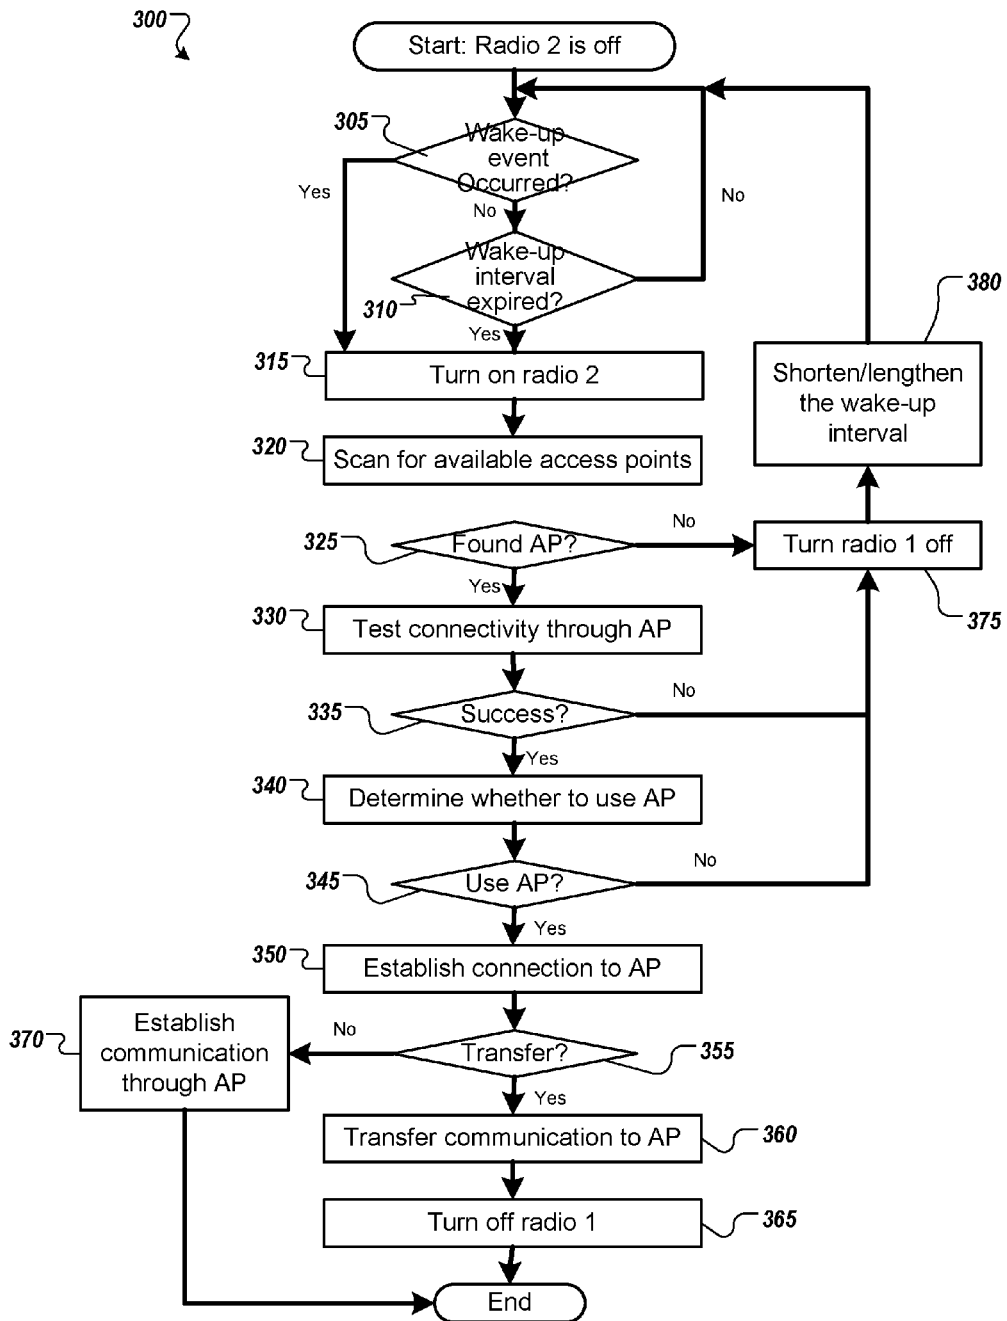 300
Start: Radio 2 is off
305
Wake-up
event
Occurred?
Yes
No
No
Wake-up
interval
expired?
310
380
Yes
315
Turn on radio 2
Shorten/lengthen
the wake-up
interval
320
Scan for available access points
325
Found AP?
No
Turn radio 1 off
Yes
375
330
Test connectivity through AP
335
Success?
No
Yes
340
Determine whether to use AP
345
Use AP?
No
Yes
350
Establish connection to AP
370
Establish
communication
through AP
No
Transfer?
355
Yes
Transfer communication to AP
360
Turn off radio 1
365
End